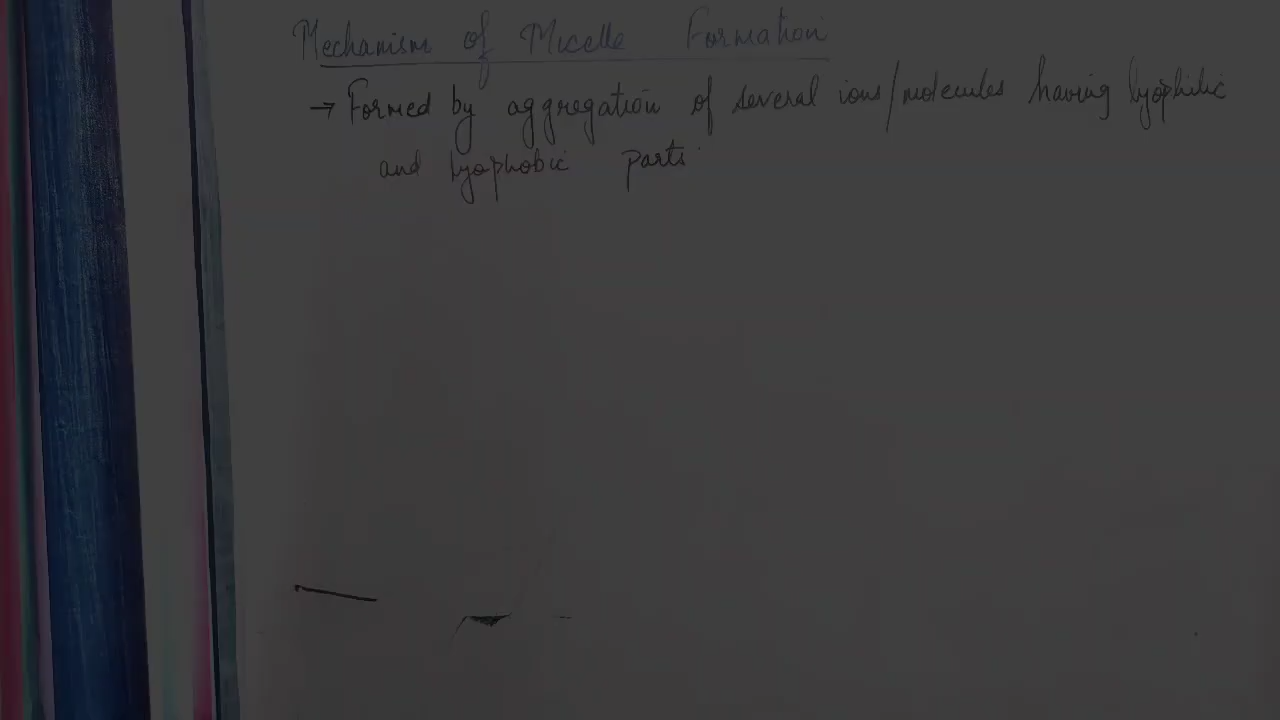 Mechanism of Micelle Formation
→ Formed by aggregation of several ions/molecules having lyophilic
and lyophobic parts